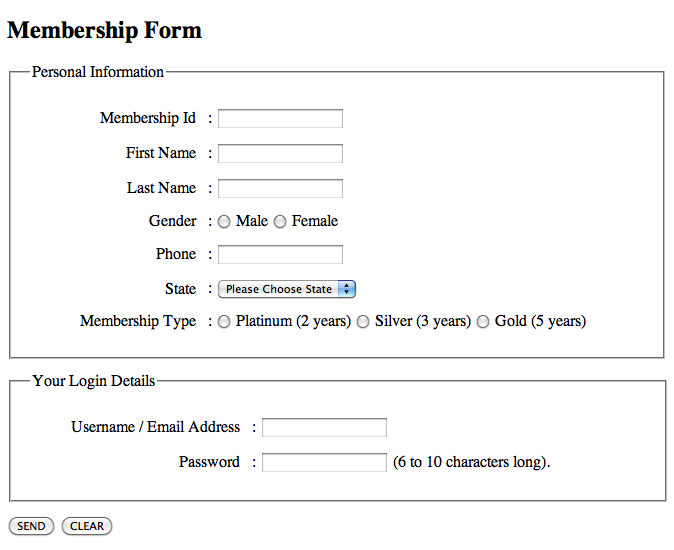 Membership Form
Personal Information
Membership Id :
First Name :
Last Name :
Gender : Male Female
Phone :
State : Please Choose State
Membership Type : Platinum (2 years) Silver (3 years) Gold (5 years)
Your Login Details
Username / Email Address :
Password : (6 to 10 characters long).
SEND CLEAR